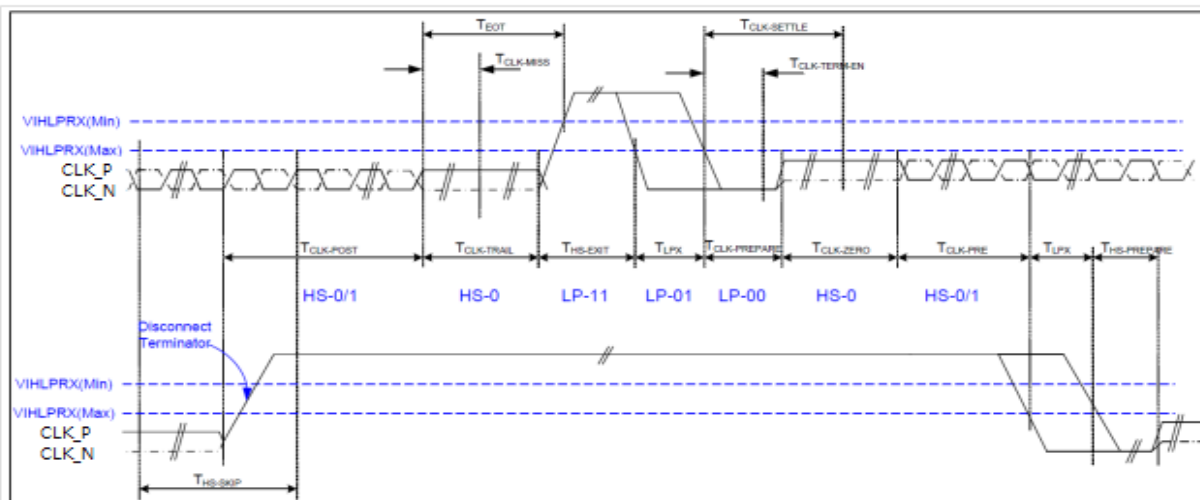 TEOT
TCLK-SETTLE
TCLK-MISS
TCLK-TERM-EN
VIHLPRX(Min)
VIHLPRX(Max)
CLK_P
CLK_N
TCLK-POST
TCLK-TRAIL
THS-EXIT
TLPX
TCLK-PREPARE
TCLK-ZERO
TCLK-PRE
TLPX
THS-PREPARE
HS-0/1
HS-0
LP-11
LP-01
LP-00
HS-0
HS-0/1
Disconnect
Terminator
VIHLPRX(Min)
VIHLPRX(Max)
CLK_P
CLK_N
THS-SKIP